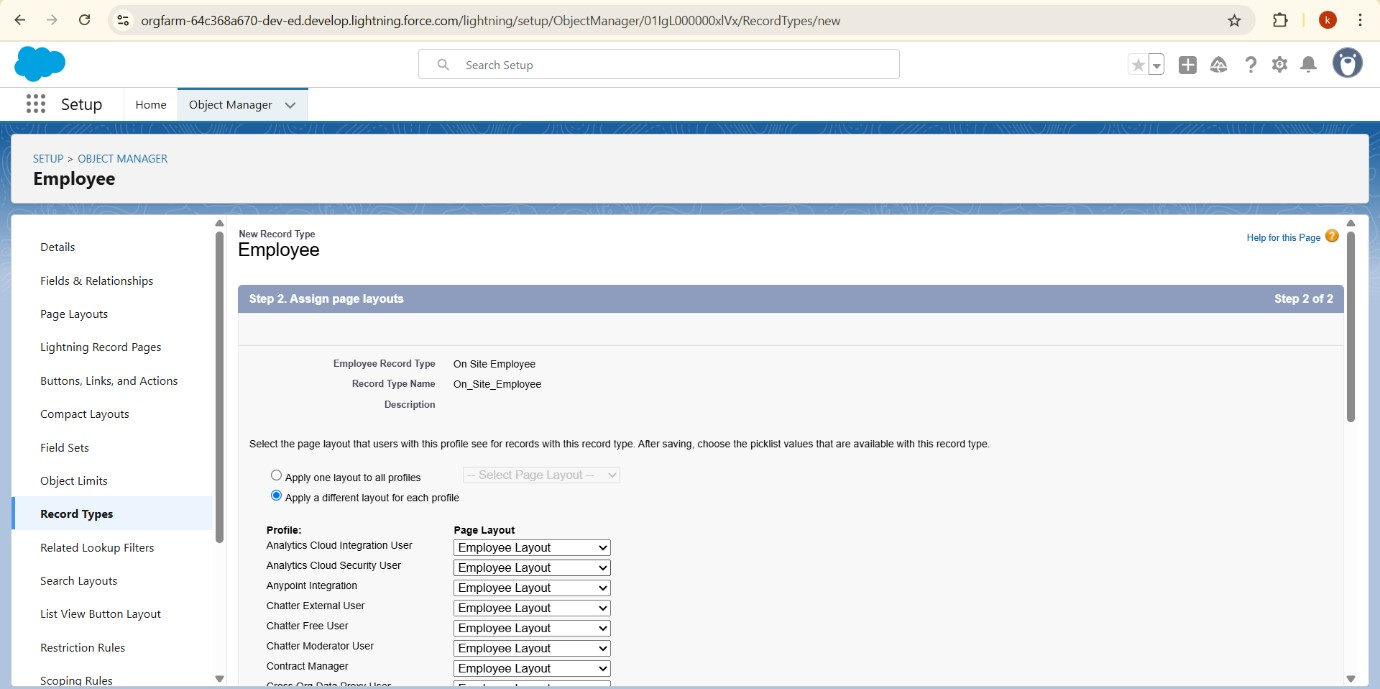 orgfarm-64c368a670-dev-ed.develop.lightning.force.com/lightning/setup/ObjectManager/01IgL000000xlVx/RecordTypes/new
k
Search Setup
Setup
Home
Object Manager
SETUP > OBJECT MANAGER
Employee
Details
Fields & Relationships
Page Layouts
Lightning Record Pages
Buttons, Links, and Actions
Compact Layouts
Field Sets
Object Limits
Record Types
Related Lookup Filters
Search Layouts
List View Button Layout
Restriction Rules
Scoping Rules
New Record Type
Employee
Help for this Page ?
Step 2. Assign page layouts Step 2 of 2
Employee Record Type On Site Employee
Record Type Name On_Site_Employee
Description
Select the page layout that users with this profile see for records with this record type. After saving, choose the picklist values that are available with this record type.
Apply one layout to all profiles -- Select Page Layout --
Apply a different layout for each profile
Profile: Page Layout
Analytics Cloud Integration User Employee Layout
Analytics Cloud Security User Employee Layout
Anypoint Integration Employee Layout
Chatter External User Employee Layout
Chatter Free User Employee Layout
Chatter Moderator User Employee Layout
Contract Manager Employee Layout
Cross Org Data Proxy User Employee Layout